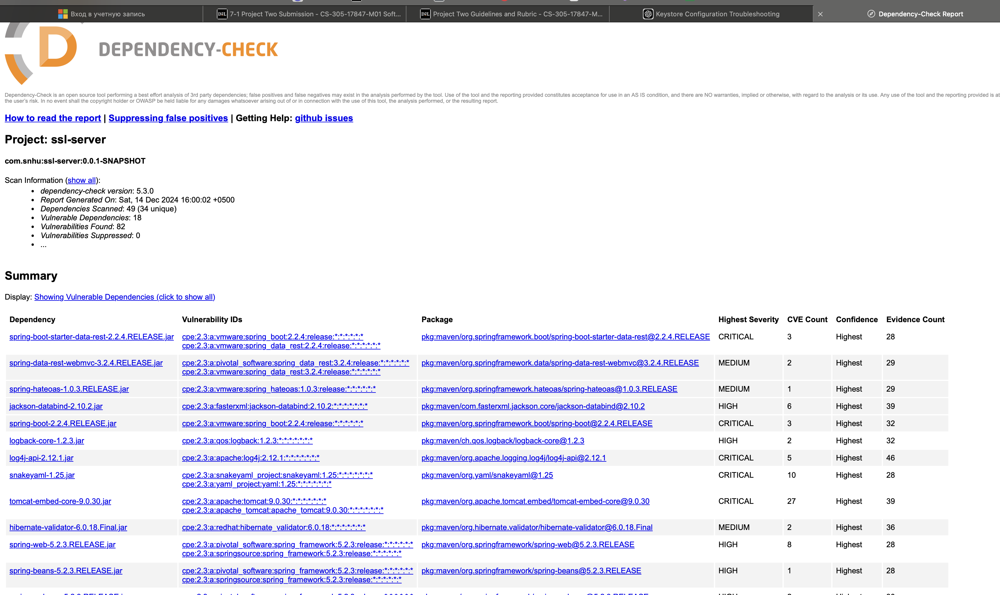 Вход в учетную запись
D2L 7-1 Project Two Submission - CS-305-17847-M01 Soft...
D2L Project Two Guidelines and Rubric - CS-305-17847-M...
Keystore Configuration Troubleshooting
Dependency-Check Report
D
DEPENDENCY-CHECK
Dependency-Check is an open source tool performing a best effort analysis of 3rd party dependencies; false positives and false negatives may exist in the analysis performed by the tool. Use of the tool and the reporting provided constitutes acceptance for use in an AS IS condition, and there are NO warranties, implied or otherwise, with regard to the analysis or its use. Any use of the tool and the reporting provided is at
the user's risk. In no event shall the copyright holder or OWASP be held liable for any damages whatsoever arising out of or in connection with the use of this tool, the analysis performed, or the resulting report.
How to read the report | Suppressing false positives | Getting Help: github issues
Project: ssl-server
com.snhu:ssl-server:0.0.1-SNAPSHOT
Scan Information (show all):
• dependency-check version: 5.3.0
• Report Generated On: Sat, 14 Dec 2024 16:00:02 +0500
• Dependencies Scanned: 49 (34 unique)
• Vulnerable Dependencies: 18
• Vulnerabilities Found: 82
• Vulnerabilities Suppressed: 0
• ...
Summary
Display: Showing Vulnerable Dependencies (click to show all)
Dependency Vulnerability IDs Package Highest Severity CVE Count Confidence Evidence Count
spring-boot-starter-data-rest-2.2.4.RELEASE.jar cpe:2.3:a:vmware:spring_boot:2.2.4:release:*:*:*:*:*:* pkg:maven/org.springframework.boot/spring-boot-starter-data-rest@2.2.4.RELEASE CRITICAL 3 Highest 28
cpe:2.3:a:vmware:spring_data_rest:2.2.4:release:*:*:*:*:*:*
spring-data-rest-webmvc-3.2.4.RELEASE.jar cpe:2.3:a:pivotal_software:spring_data_rest:3.2.4:release:*:*:*:*:*:* pkg:maven/org.springframework.data/spring-data-rest-webmvc@3.2.4.RELEASE MEDIUM 2 Highest 29
cpe:2.3:a:vmware:spring_data_rest:3.2.4:release:*:*:*:*:*:*
spring-hateoas-1.0.3.RELEASE.jar cpe:2.3:a:vmware:spring_hateoas:1.0.3:release:*:*:*:*:*:* pkg:maven/org.springframework.hateoas/spring-hateoas@1.0.3.RELEASE MEDIUM 1 Highest 29
jackson-databind-2.10.2.jar cpe:2.3:a:fasterxml:jackson-databind:2.10.2:*:*:*:*:*:*:* pkg:maven/com.fasterxml.jackson.core/jackson-databind@2.10.2 HIGH 6 Highest 39
spring-boot-2.2.4.RELEASE.jar cpe:2.3:a:vmware:spring_boot:2.2.4:release:*:*:*:*:*:* pkg:maven/org.springframework.boot/spring-boot@2.2.4.RELEASE CRITICAL 3 Highest 32
logback-core-1.2.3.jar cpe:2.3:a:qos:logback:1.2.3:*:*:*:*:*:*:* pkg:maven/ch.qos.logback/logback-core@1.2.3 HIGH 2 Highest 32
log4j-api-2.12.1.jar cpe:2.3:a:apache:log4j:2.12.1:*:*:*:*:*:*:* pkg:maven/org.apache.logging.log4j/log4j-api@2.12.1 CRITICAL 5 Highest 46
snakeyaml-1.25.jar cpe:2.3:a:snakeyaml_project:snakeyaml:1.25:*:*:*:*:*:*:* pkg:maven/org.yaml/snakeyaml@1.25 CRITICAL 10 Highest 28
cpe:2.3:a:yaml_project:yaml:1.25:*:*:*:*:*:*:*
tomcat-embed-core-9.0.30.jar cpe:2.3:a:apache:tomcat:9.0.30:*:*:*:*:*:*:* pkg:maven/org.apache.tomcat.embed/tomcat-embed-core@9.0.30 CRITICAL 27 Highest 39
cpe:2.3:a:apache_tomcat:apache_tomcat:9.0.30:*:*:*:*:*:*:*
hibernate-validator-6.0.18.Final.jar cpe:2.3:a:redhat:hibernate_validator:6.0.18:*:*:*:*:*:*:* pkg:maven/org.hibernate.validator/hibernate-validator@6.0.18.Final MEDIUM 2 Highest 36
spring-web-5.2.3.RELEASE.jar cpe:2.3:a:pivotal_software:spring_framework:5.2.3:release:*:*:*:*:*:* pkg:maven/org.springframework/spring-web@5.2.3.RELEASE HIGH 8 Highest 28
cpe:2.3:a:springsource:spring_framework:5.2.3:release:*:*:*:*:*:*
spring-beans-5.2.3.RELEASE.jar cpe:2.3:a:pivotal_software:spring_framework:5.2.3:release:*:*:*:*:*:* pkg:maven/org.springframework/spring-beans@5.2.3.RELEASE HIGH 1 Highest 28
cpe:2.3:a:springsource:spring_framework:5.2.3:release:*:*:*:*:*:*